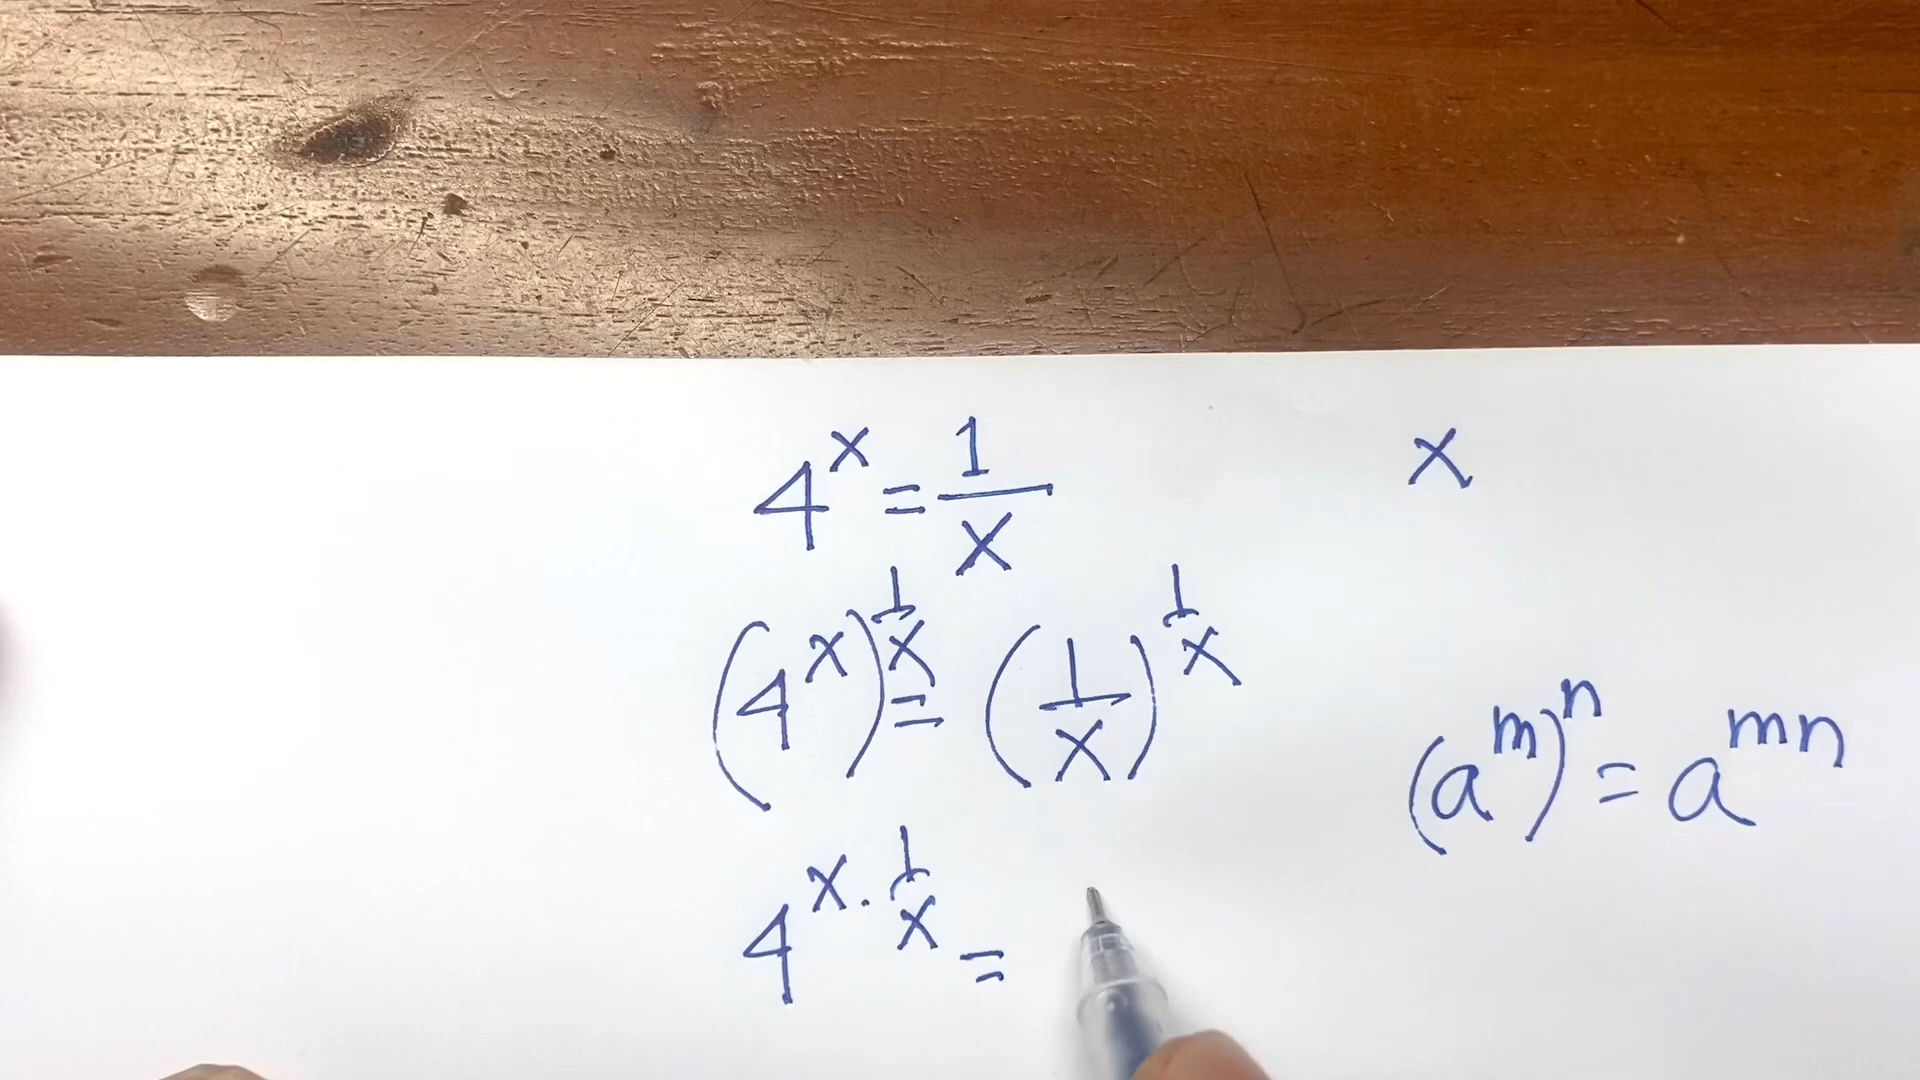 4^x = 1/x
x
(4^x)^(1/x) = (1/x)^(1/x)
(a^m)^n = a^mn
4^(x · 1/x) =